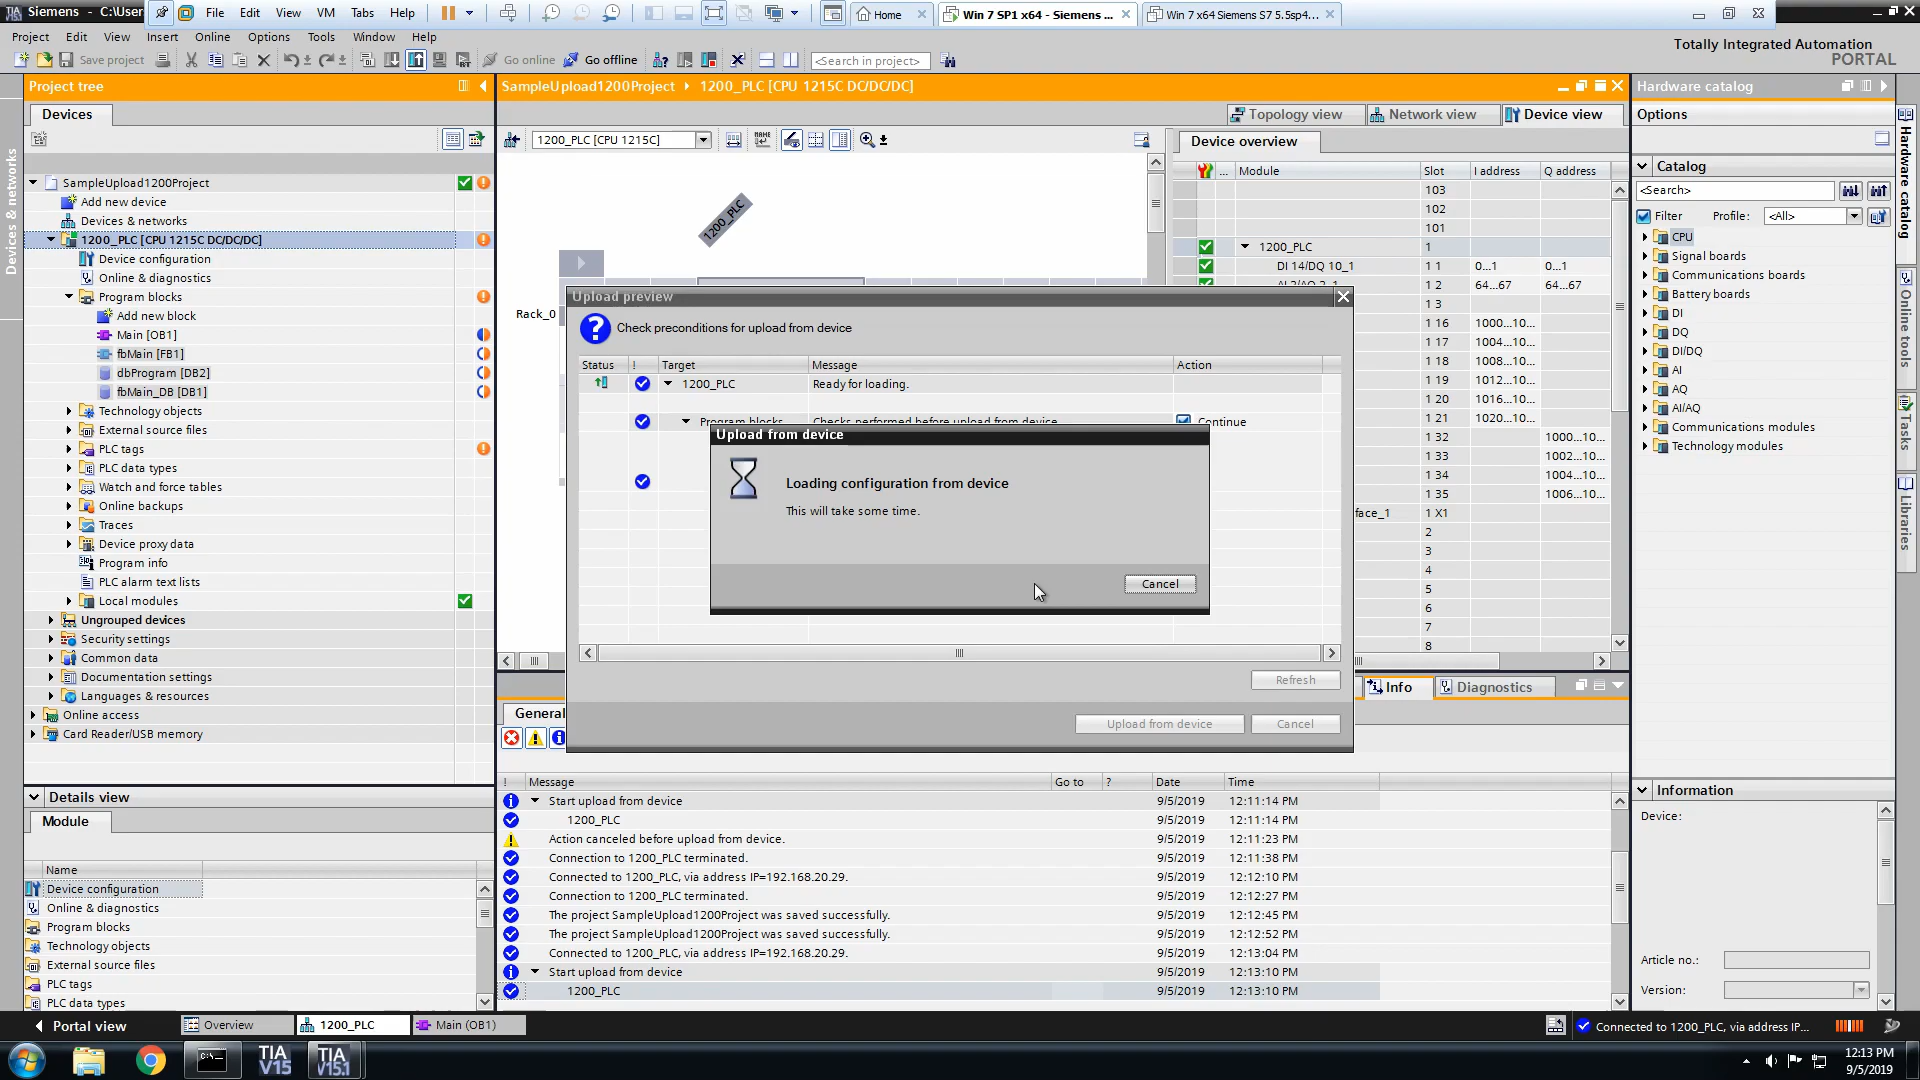 Siemens - C:\User
File Edit View VM Tabs Help
Home
Win 7 SP1 x64 - Siemens ...
Win 7 x64 Siemens S7 5.5sp4...
Project Edit View Insert Online Options Tools Window Help
Totally Integrated Automation
PORTAL
Save project
Go online
Go offline
<Search in project>
Project tree
SampleUpload1200Project
1200_PLC [CPU 1215C DC/DC/DC]
Hardware catalog
Devices
Topology view
Network view
Device view
Options
1200_PLC [CPU 1215C]
Device overview
Devices & networks
SampleUpload1200Project
Add new device
Devices & networks
1200_PLC [CPU 1215C DC/DC/DC]
Device configuration
Online & diagnostics
Program blocks
Add new block
Main [OB1]
fbMain [FB1]
dbProgram [DB2]
fbMain_DB [DB1]
Technology objects
External source files
PLC tags
PLC data types
Watch and force tables
Online backups
Traces
Device proxy data
Program info
PLC alarm text lists
Local modules
Ungrouped devices
Security settings
Common data
Documentation settings
Languages & resources
Online access
Card Reader/USB memory
1200_PLC
Rack_0
... Module Slot I address Q address
103
102
101
1200_PLC 1
DI 14/DQ 10_1 1 1 0...1 0...1
AI 2/AQ 2_1 1 2 64...67 64...67
1 3
1 16 1000...10...
1 17 1004...10...
1 18 1008...10...
1 19 1012...10...
1 20 1016...10...
1 21 1020...10...
1 32 1000...10...
1 33 1002...10...
1 34 1004...10...
1 35 1006...10...
face_1 1 X1
2
3
4
5
6
7
8
Upload preview
Check preconditions for upload from device
Status ! Target Message Action
1200_PLC Ready for loading.
Program blocks Checks performed before upload from device Continue
Upload from device
Loading configuration from device
This will take some time.
Cancel
Refresh
Upload from device
Cancel
Info
Diagnostics
General
! Message Go to ? Date Time
Start upload from device 9/5/2019 12:11:14 PM
1200_PLC 9/5/2019 12:11:14 PM
Action canceled before upload from device. 9/5/2019 12:11:23 PM
Connection to 1200_PLC terminated. 9/5/2019 12:11:38 PM
Connected to 1200_PLC, via address IP=192.168.20.29. 9/5/2019 12:12:10 PM
Connection to 1200_PLC terminated. 9/5/2019 12:12:27 PM
The project SampleUpload1200Project was saved successfully. 9/5/2019 12:12:45 PM
The project SampleUpload1200Project was saved successfully. 9/5/2019 12:12:52 PM
Connected to 1200_PLC, via address IP=192.168.20.29. 9/5/2019 12:13:04 PM
Start upload from device 9/5/2019 12:13:10 PM
1200_PLC 9/5/2019 12:13:10 PM
Catalog
<Search>
Filter Profile: <All>
CPU
Signal boards
Communications boards
Battery boards
DI
DQ
DI/DQ
AI
AQ
AI/AQ
Communications modules
Technology modules
Information
Device:
Article no.:
Version:
Hardware catalog
Online tools
Tasks
Libraries
Details view
Module
Name
Device configuration
Online & diagnostics
Program blocks
Technology objects
External source files
PLC tags
PLC data types
Portal view
Overview
1200_PLC
Main (OB1)
Connected to 1200_PLC, via address IP...
TIA V15
TIA V15.1
12:13 PM
9/5/2019